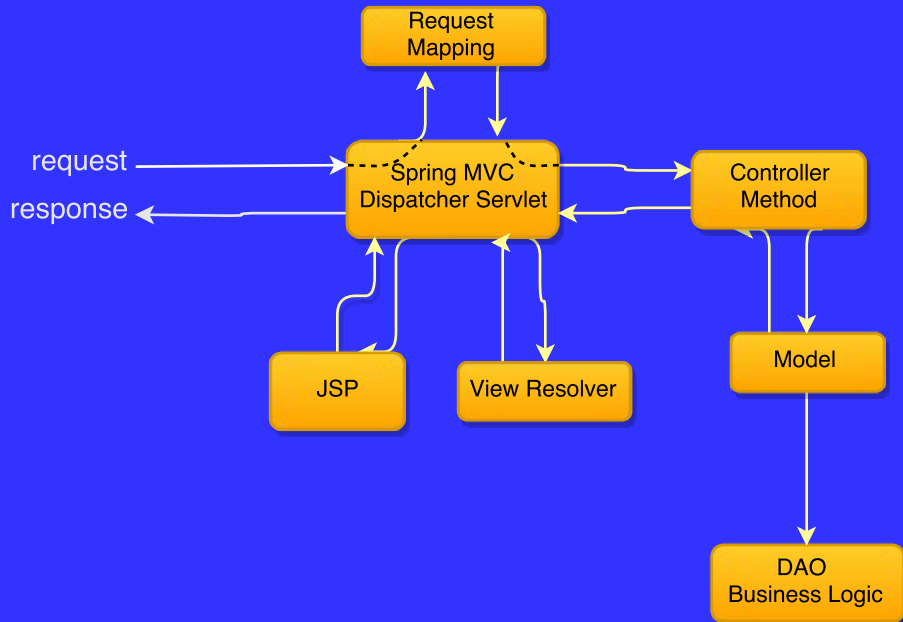 Request
Mapping
request
response
Spring MVC
Dispatcher Servlet
Controller
Method
JSP
View Resolver
Model
DAO
Business Logic